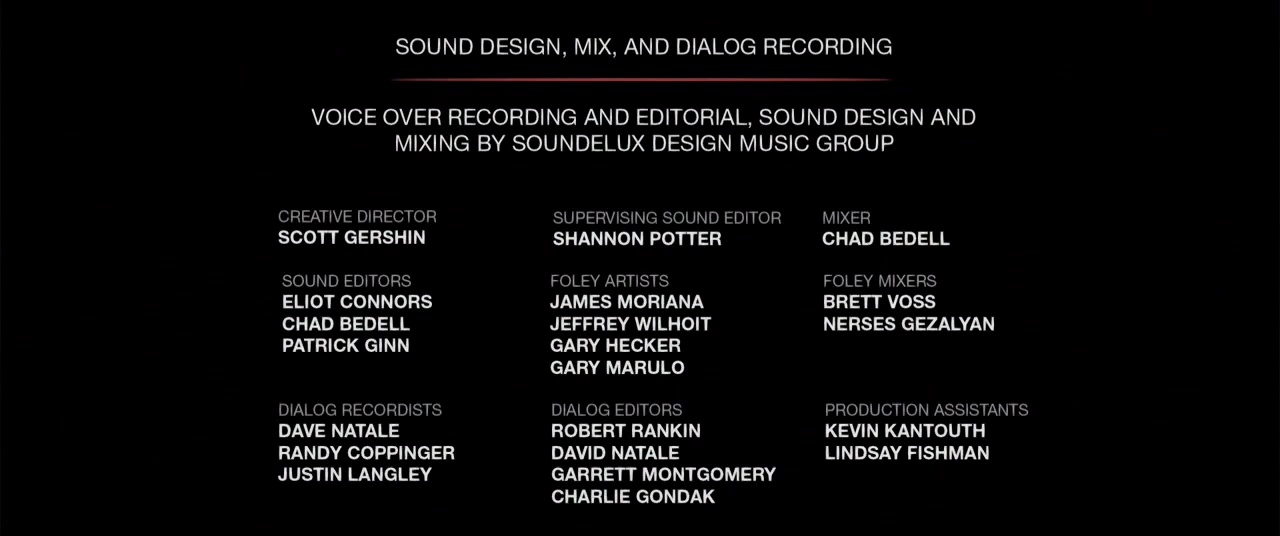 SOUND DESIGN, MIX, AND DIALOG RECORDING
VOICE OVER RECORDING AND EDITORIAL, SOUND DESIGN AND
MIXING BY SOUNDELUX DESIGN MUSIC GROUP
CREATIVE DIRECTOR
SCOTT GERSHIN
SUPERVISING SOUND EDITOR
SHANNON POTTER
MIXER
CHAD BEDELL
SOUND EDITORS
ELIOT CONNORS
CHAD BEDELL
PATRICK GINN
FOLEY ARTISTS
JAMES MORIANA
JEFFREY WILHOIT
GARY HECKER
GARY MARULO
FOLEY MIXERS
BRETT VOSS
NERSES GEZALYAN
DIALOG RECORDISTS
DAVE NATALE
RANDY COPPINGER
JUSTIN LANGLEY
DIALOG EDITORS
ROBERT RANKIN
DAVID NATALE
GARRETT MONTGOMERY
CHARLIE GONDAK
PRODUCTION ASSISTANTS
KEVIN KANTOUTH
LINDSAY FISHMAN